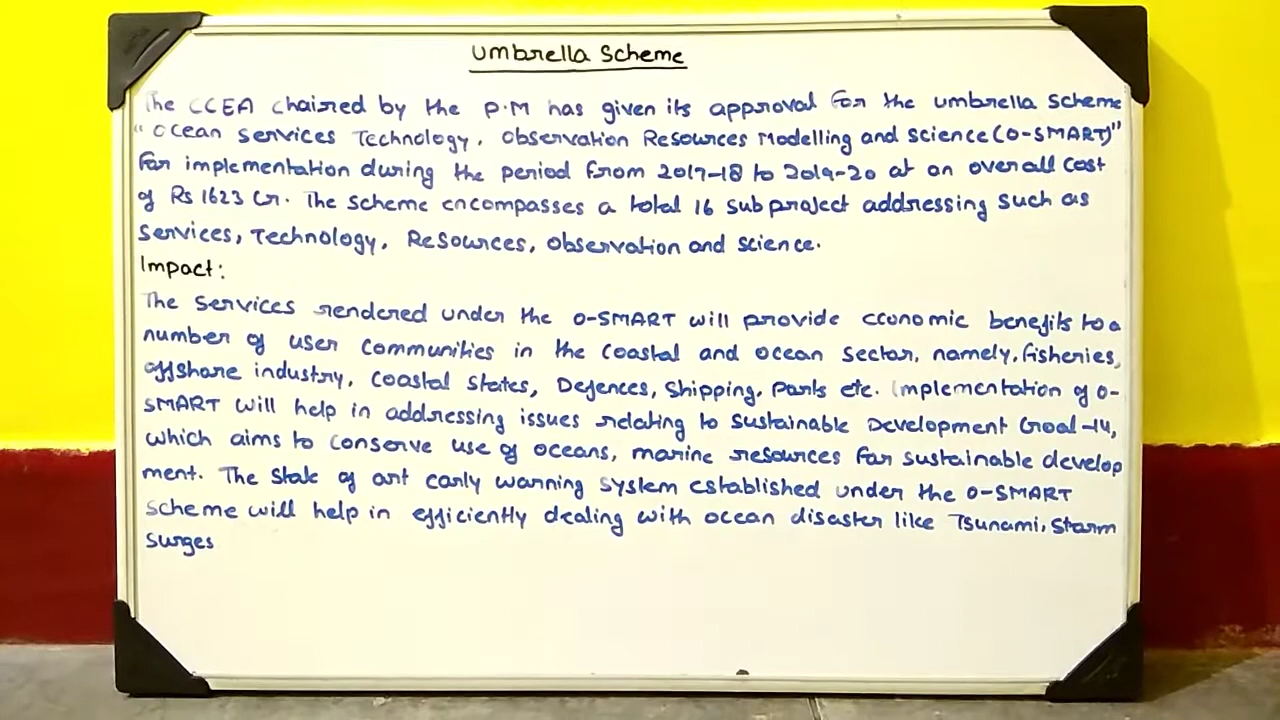 Umbrella Scheme
The CCEA chaired by the P.M has given its approval for the umbrella scheme
"Ocean services Technology, Observation Resources Modelling and science (O-SMART)"
for implementation during the period from 2017-18 to 2019-20 at an overall cost
of Rs 1623 Cr. The scheme encompasses a total 16 sub project addressing such as
services, Technology, Resources, Observation and science.
Impact:
The services rendered under the O-SMART will provide economic benefits to a
number of user communities in the coastal and ocean sector, namely, fisheries,
offshore industry, coastal states, Defences, shipping, Ports etc. Implementation of O-
SMART will help in addressing issues relating to sustainable Development Goal-14,
which aims to conserve use of oceans, marine resources for sustainable develop
ment. The state of art early warning system established under the O-SMART
scheme will help in efficiently dealing with ocean disaster like Tsunami, storm
surges